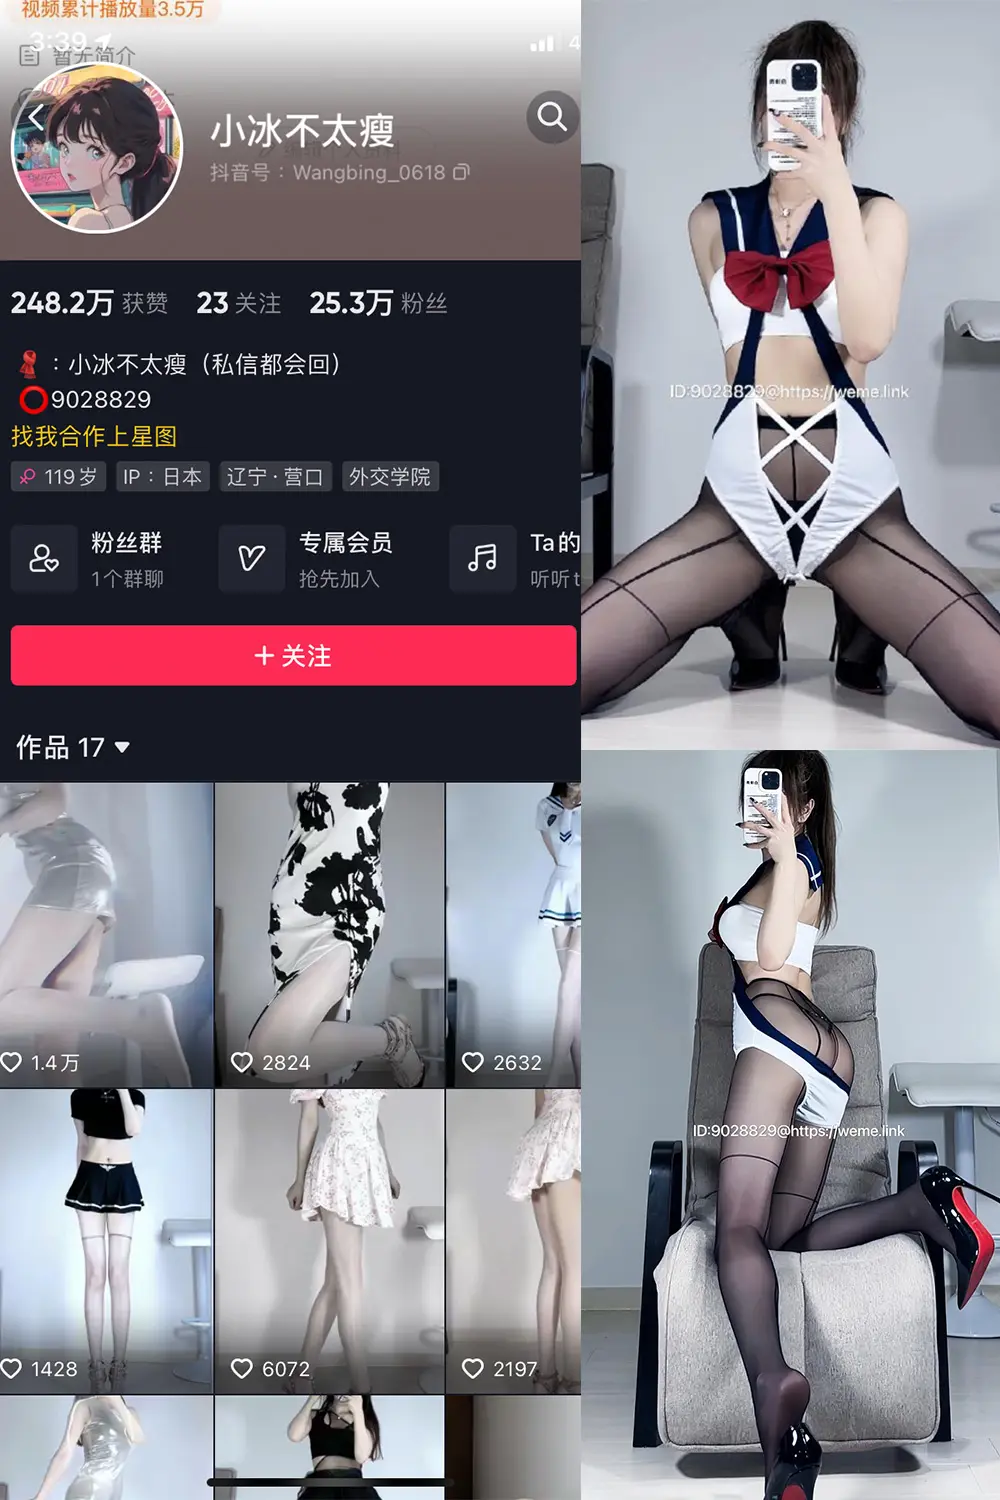 视频累计播放量3.5万
3:39
4
暂无简介
小冰不太瘦
抖音号：Wangbing_0618
248.2万 获赞 23 关注 25.3万 粉丝
：小冰不太瘦（私信都会回）
9028829
找我合作上星图
119岁 IP：日本 辽宁·营口 外交学院
粉丝群 专属会员 Ta的
1个群聊 抢先加入 听听t
+ 关注
作品 17
1.4万 2824 2632
1428 6072 2197
ID:9028829@https://weme.link
ID:9028829@https://weme.link